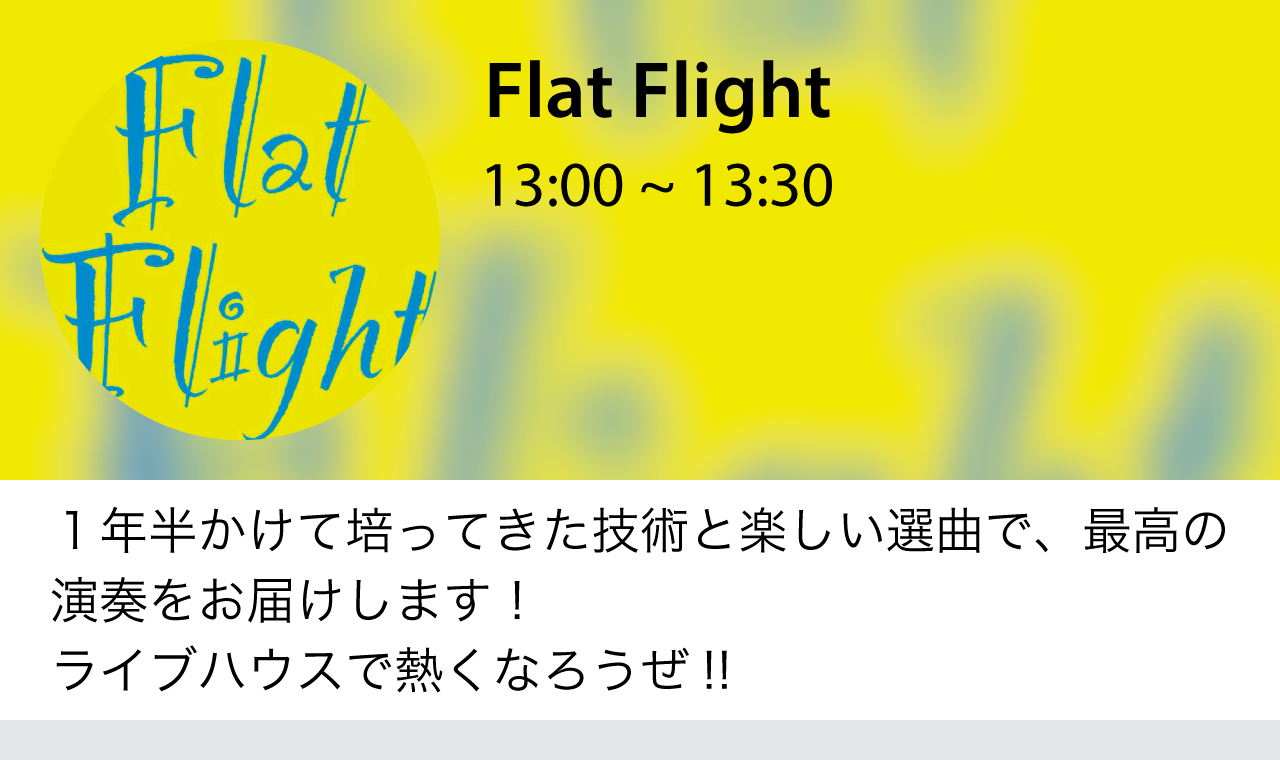 Flat
Flight
Flat Flight
13:00 ~ 13:30
１年半かけて培ってきた技術と楽しい選曲で、最高の
演奏をお届けします！
ライブハウスで熱くなろうぜ !!